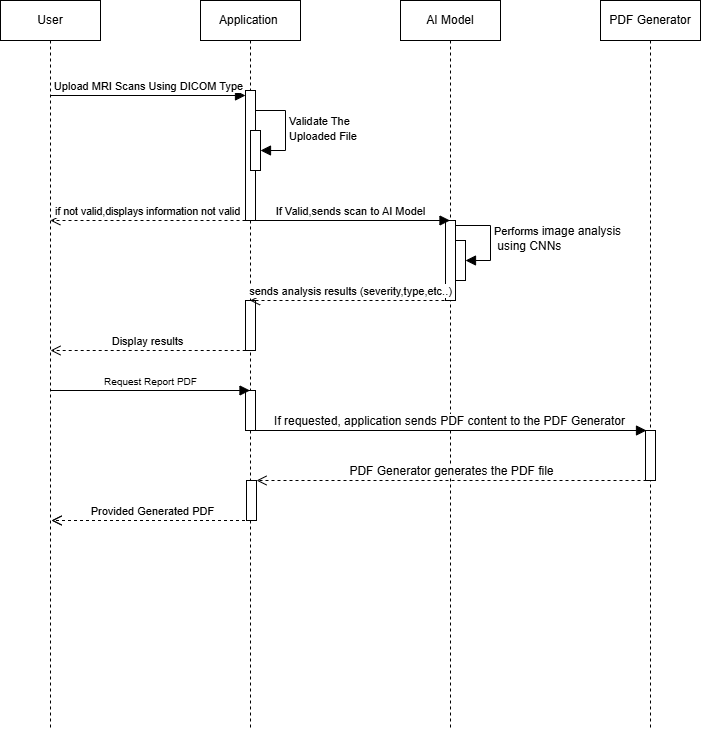 User
Application
AI Model
PDF Generator
Upload MRI Scans Using DICOM Type
Validate The
Uploaded File
if not valid,displays information not valid
If Valid,sends scan to AI Model
Performs image analysis
using CNNs
sends analysis results (severity,type,etc..)
Display results
Request Report PDF
If requested, application sends PDF content to the PDF Generator
PDF Generator generates the PDF file
Provided Generated PDF